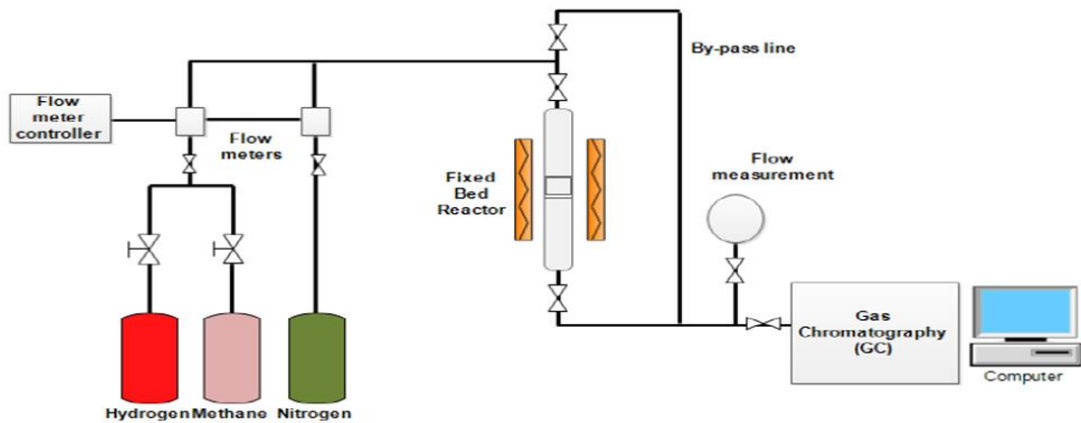 By-pass line
Flow
meter
controller
Flow
meters
Fixed
Bed
Reactor
Flow
measurement
Gas
Chromatography
(GC)
Computer
Hydrogen
Methane
Nitrogen